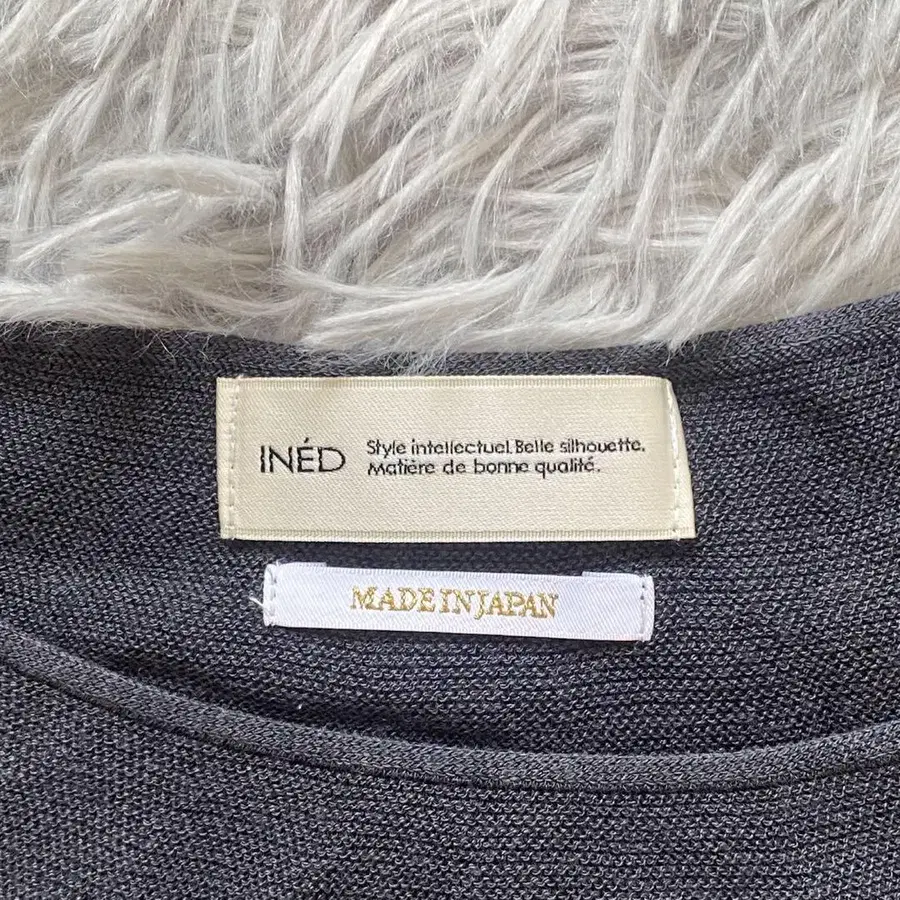 INÉD
Style intellectuel. Belle silhouette.
Matière de bonne qualité.
MADE IN JAPAN